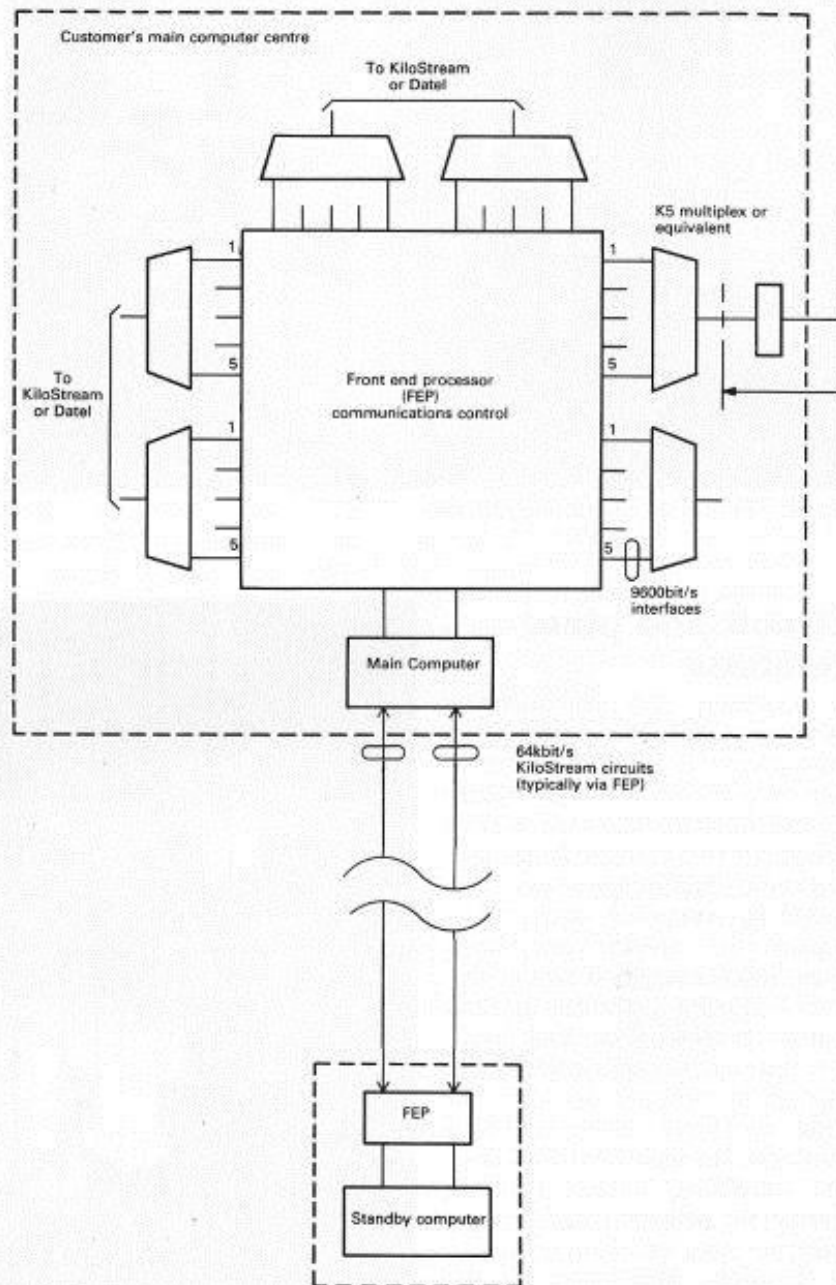 Customer's main computer centre
To KiloStream
or Datel
K5 multiplex or
equivalent
1
1
5
5
To
KiloStream
or Datel
Front end processor
(FEP)
communications control
1
1
5
5
9600bit/s
interfaces
Main Computer
64kbit/s
KiloStream circuits
(typically via FEP)
FEP
Standby computer